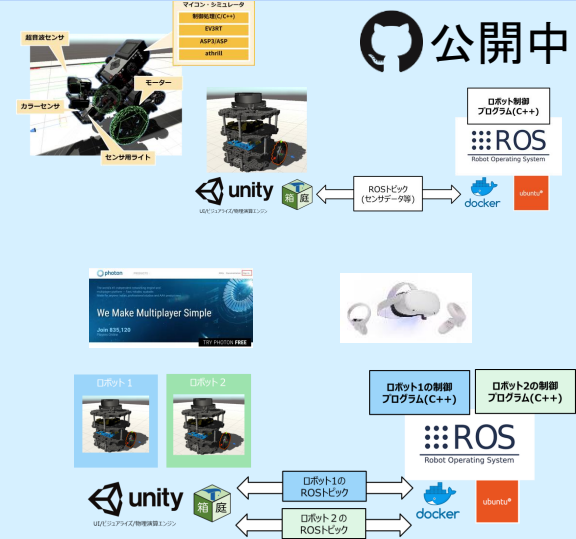 マイコン・シミュレータ
制御処理(C/C++)
EV3RT
ASP3/ASP
athrill
超音波センサ
モーター
カラーセンサ
センサ用ライト
公開中
ロボット制御
プログラム(C++)
ROS
Robot Operating System
unity
箱庭
UI/ビジュアライズ/物理演算エンジン
ROSトピック
(センサデータ等)
docker
ubuntu®
photon
We Make Multiplayer Simple
Join 835,120
TRY PHOTON FREE
ロボット1
ロボット2
ロボット1の制御
プログラム(C++)
ロボット2の制御
プログラム(C++)
ROS
Robot Operating System
unity
箱庭
UI/ビジュアライズ/物理演算エンジン
ロボット1の
ROSトピック
ロボット2の
ROSトピック
docker
ubuntu®